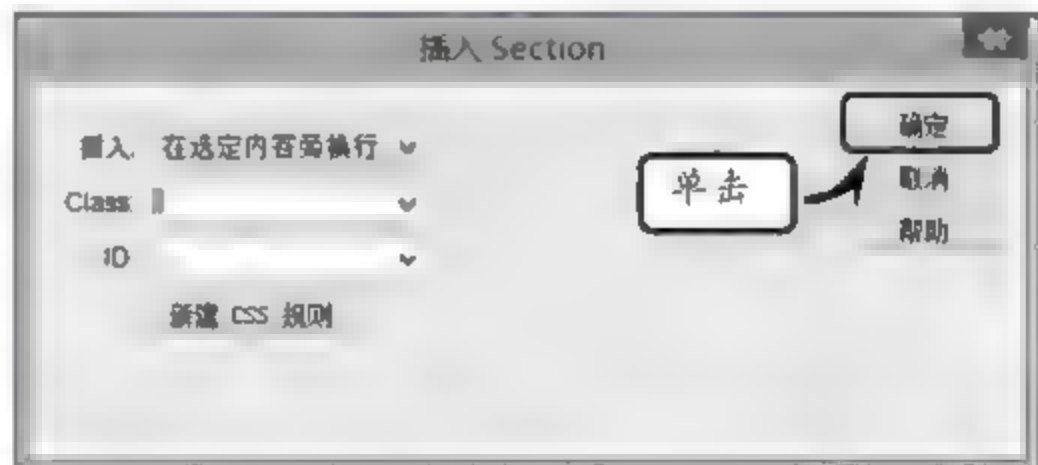 插入 Section
插入: 在选定内容旁换行
Class:
ID:
新建 CSS 规则
确定
取消
帮助
单击